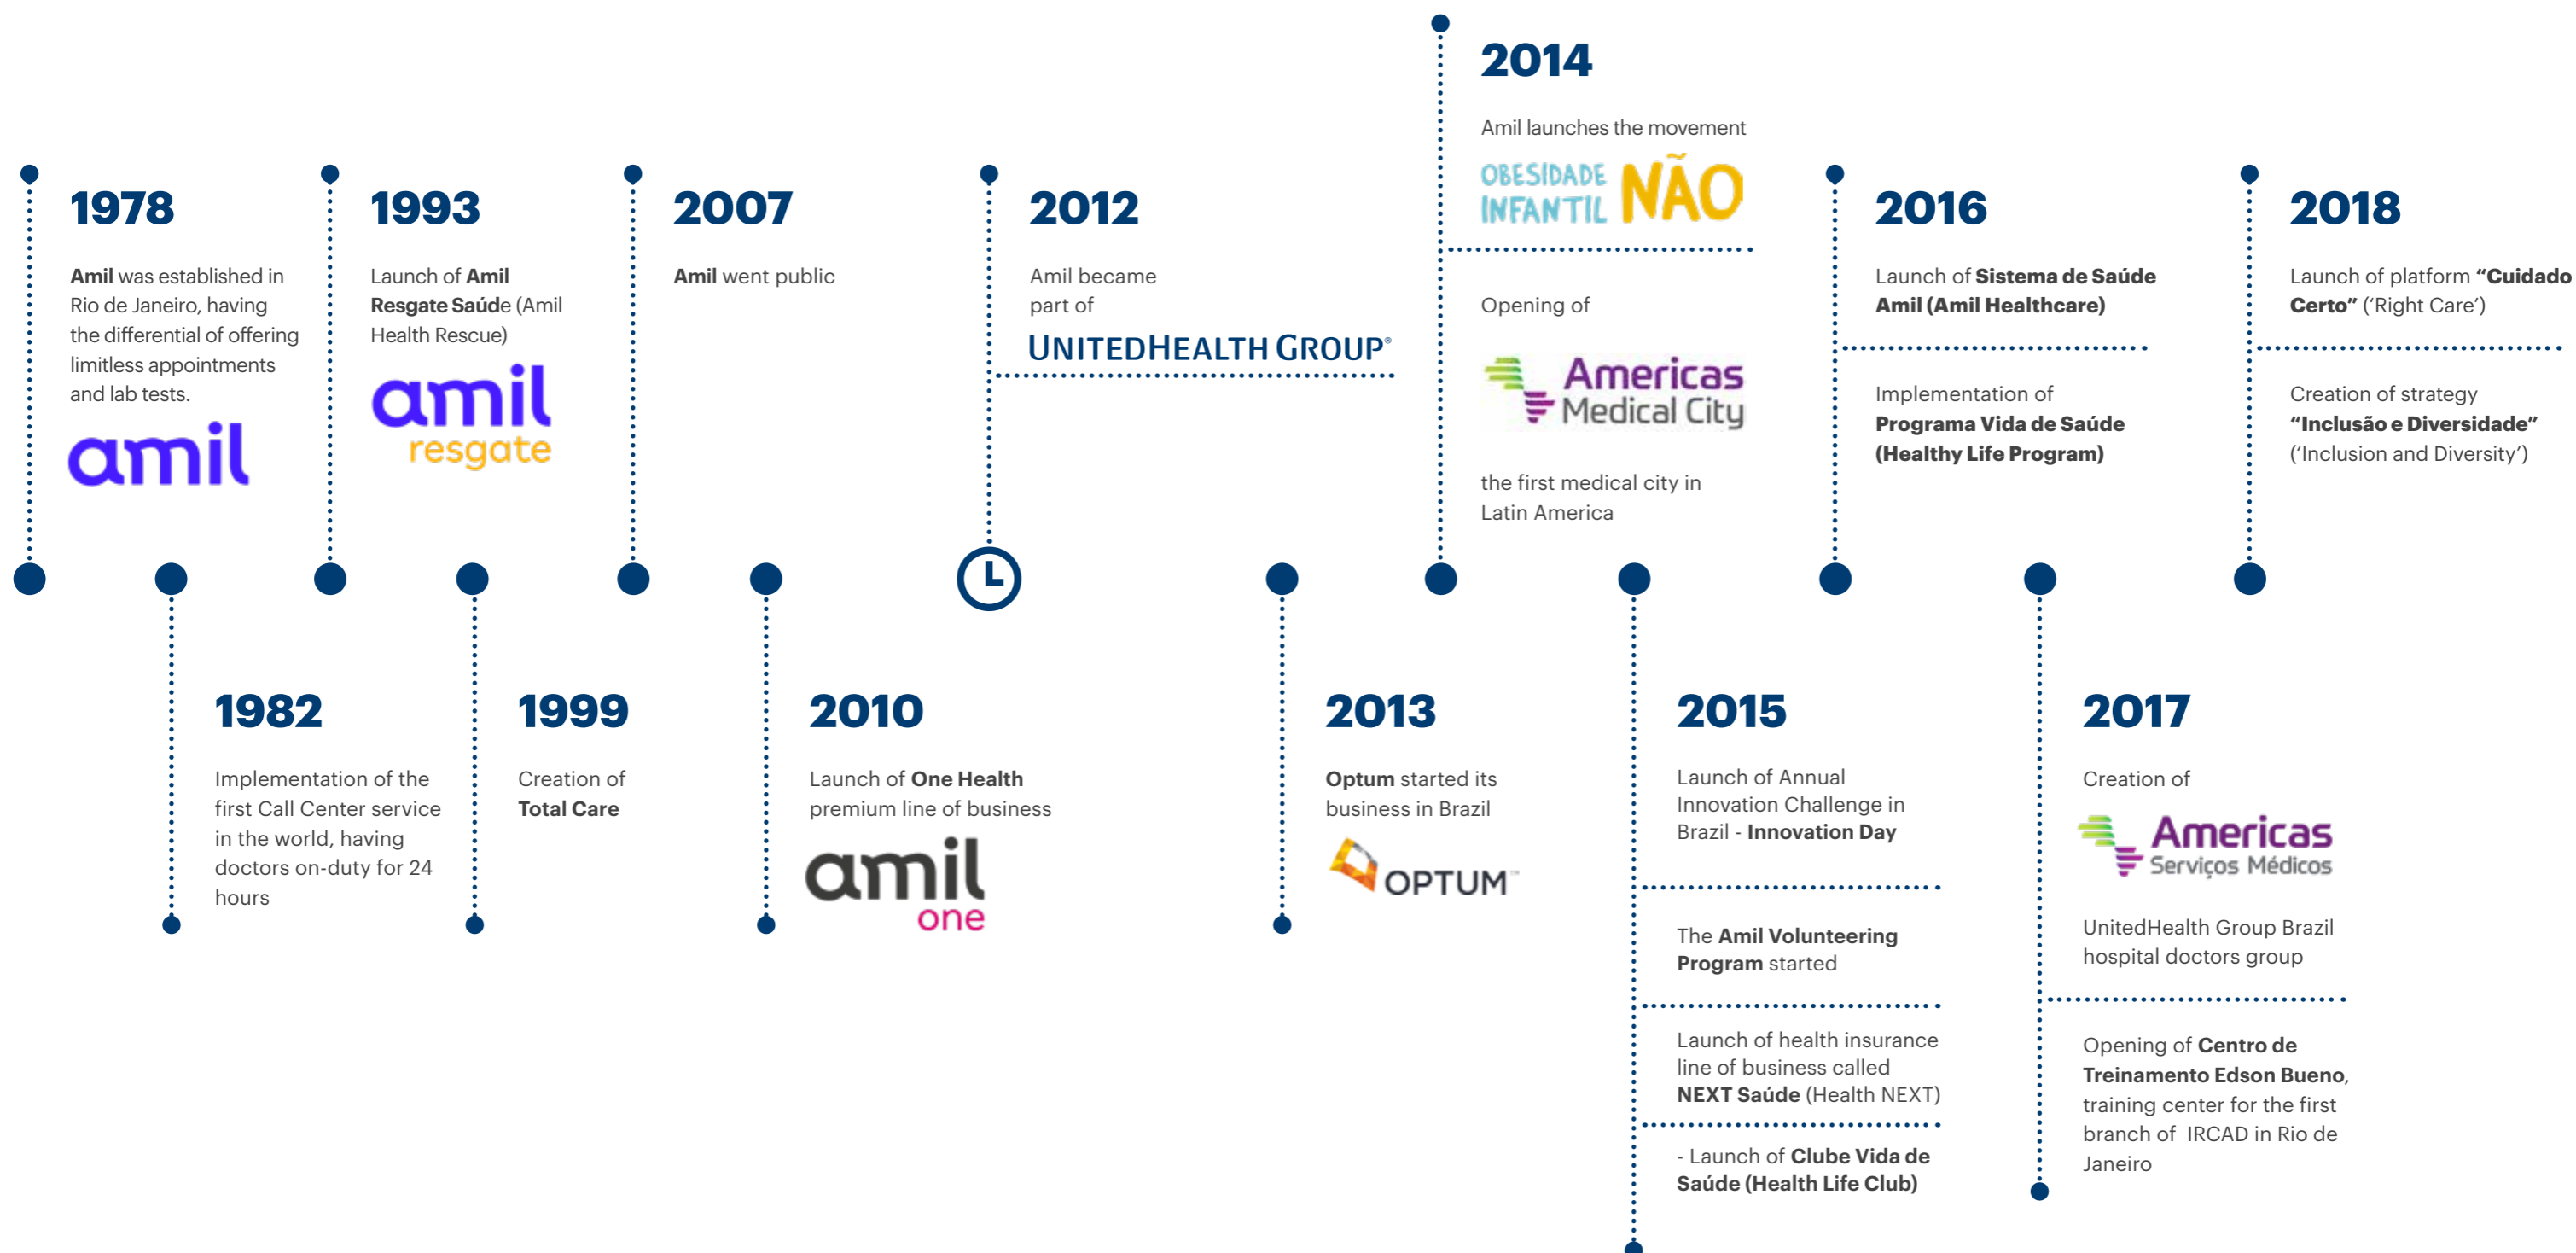 1978
Amil was established in
Rio de Janeiro, having
the differential of offering
limitless appointments
and lab tests.
amil
1982
Implementation of the
first Call Center service
in the world, having
doctors on-duty for 24
hours
1993
Launch of Amil
Resgate Saúde (Amil
Health Rescue)
amil
resgate
1999
Creation of
Total Care
2007
Amil went public
2010
Launch of One Health
premium line of business
amil
one
2012
Amil became
part of
UNITEDHEALTH GROUP®
2013
Optum started its
business in Brazil
OPTUM™
2014
Amil launches the movement
OBESIDADE
INFANTIL NÃO
Opening of
Americas
Medical City
the first medical city in
Latin America
2015
Launch of Annual
Innovation Challenge in
Brazil - Innovation Day
The Amil Volunteering
Program started
Launch of health insurance
line of business called
NEXT Saúde (Health NEXT)
- Launch of Clube Vida de
Saúde (Health Life Club)
2016
Launch of Sistema de Saúde
Amil (Amil Healthcare)
Implementation of
Programa Vida de Saúde
(Healthy Life Program)
2017
Creation of
Americas
Serviços Médicos
UnitedHealth Group Brazil
hospital doctors group
Opening of Centro de
Treinamento Edson Bueno,
training center for the first
branch of IRCAD in Rio de
Janeiro
2018
Launch of platform “Cuidado
Certo” (‘Right Care’)
Creation of strategy
“Inclusão e Diversidade”
(‘Inclusion and Diversity’)